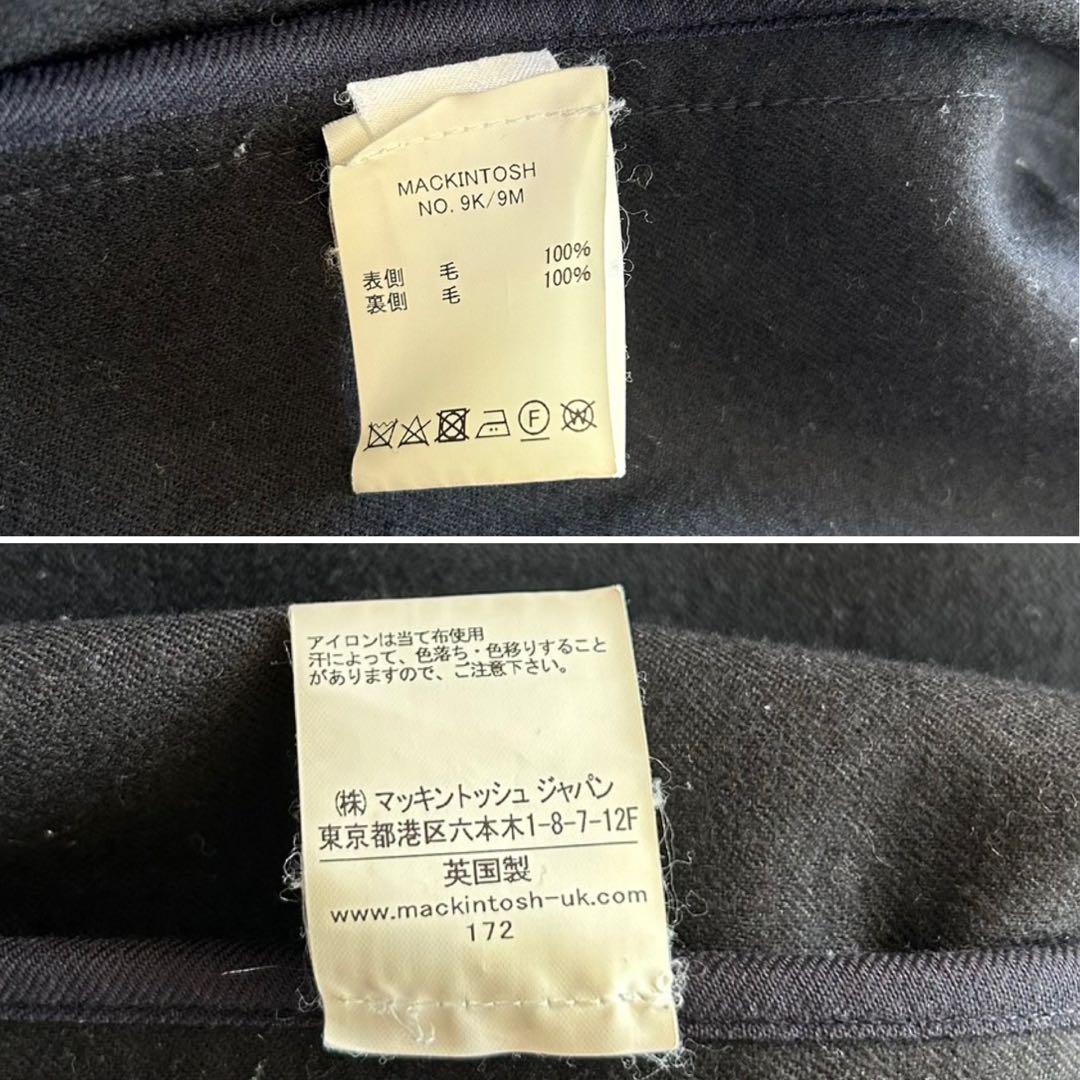 MACKINTOSH
NO. 9K/9M
表側 毛 100%
裏側 毛 100%
F
W
アイロンは当て布使用
汗によって、色落ち・色移りすること
がありますので、ご注意下さい。
(株)マッキントッシュ ジャパン
東京都港区六本木1-8-7-12F
英国製
www.mackintosh-uk.com
172